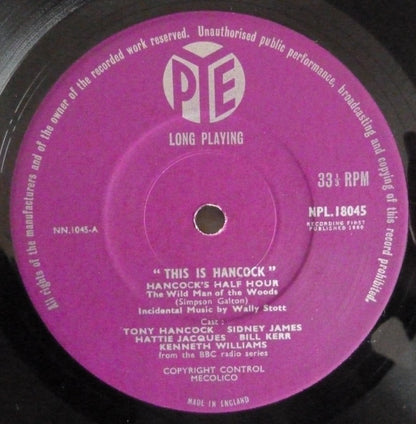 All rights of the manufacturers and of the owner of the recorded work reserved. Unauthorised public performance, broadcasting and copying of this record prohibited.
PYE
LONG PLAYING
33⅓ RPM
NN.1045-A
NPL.18045
RECORDING FIRST
PUBLISHED 1960
" THIS IS HANCOCK "
HANCOCK'S HALF HOUR
The Wild Man of the Woods
(Simpson Galton)
Incidental Music by Wally Stott
Cast:
TONY HANCOCK SIDNEY JAMES
HATTIE JACQUES BILL KERR
KENNETH WILLIAMS
from the BBC radio series
COPYRIGHT CONTROL
MECOLICO
MADE IN ENGLAND